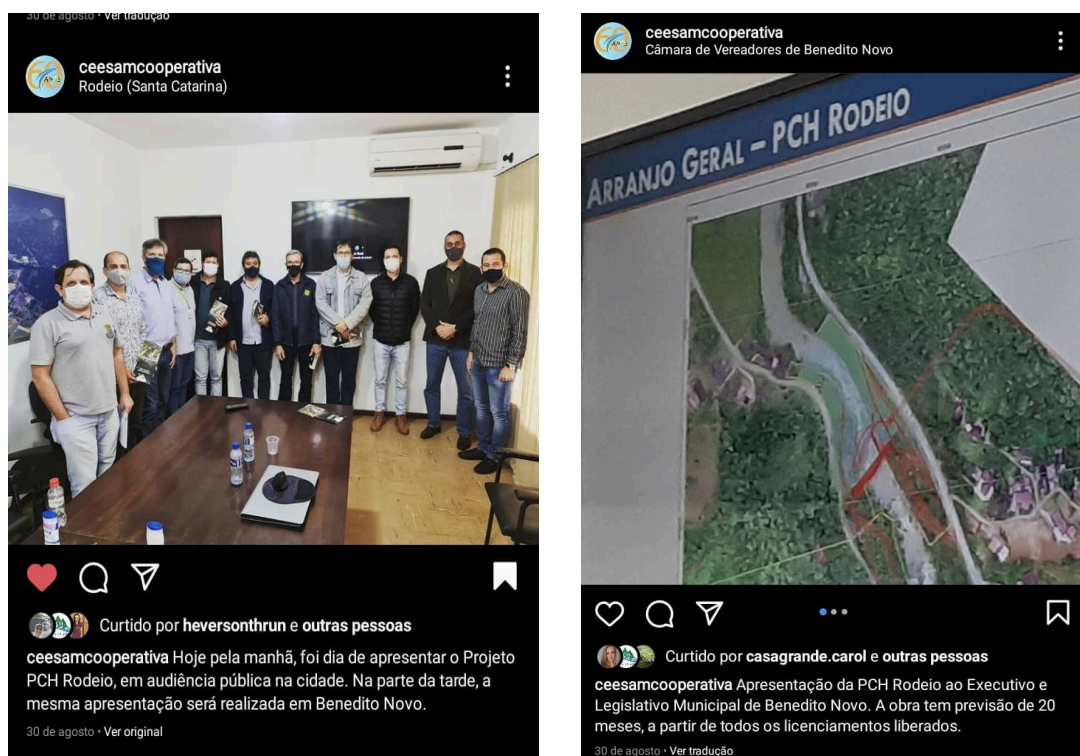 30 de agosto • Ver tradução
60
ANOS
ceesamcooperativa
Rodeio (Santa Catarina)
Curtido por heversonthrun e outras pessoas
ceesamcooperativa Hoje pela manhã, foi dia de apresentar o Projeto
PCH Rodeio, em audiência pública na cidade. Na parte da tarde, a
mesma apresentação será realizada em Benedito Novo.
30 de agosto • Ver original
60
ANOS
ceesamcooperativa
Câmara de Vereadores de Benedito Novo
ARRANJO GERAL – PCH RODEIO
Curtido por casagrande.carol e outras pessoas
ceesamcooperativa Apresentação da PCH Rodeio ao Executivo e
Legislativo Municipal de Benedito Novo. A obra tem previsão de 20
meses, a partir de todos os licenciamentos liberados.
30 de agosto • Ver tradução